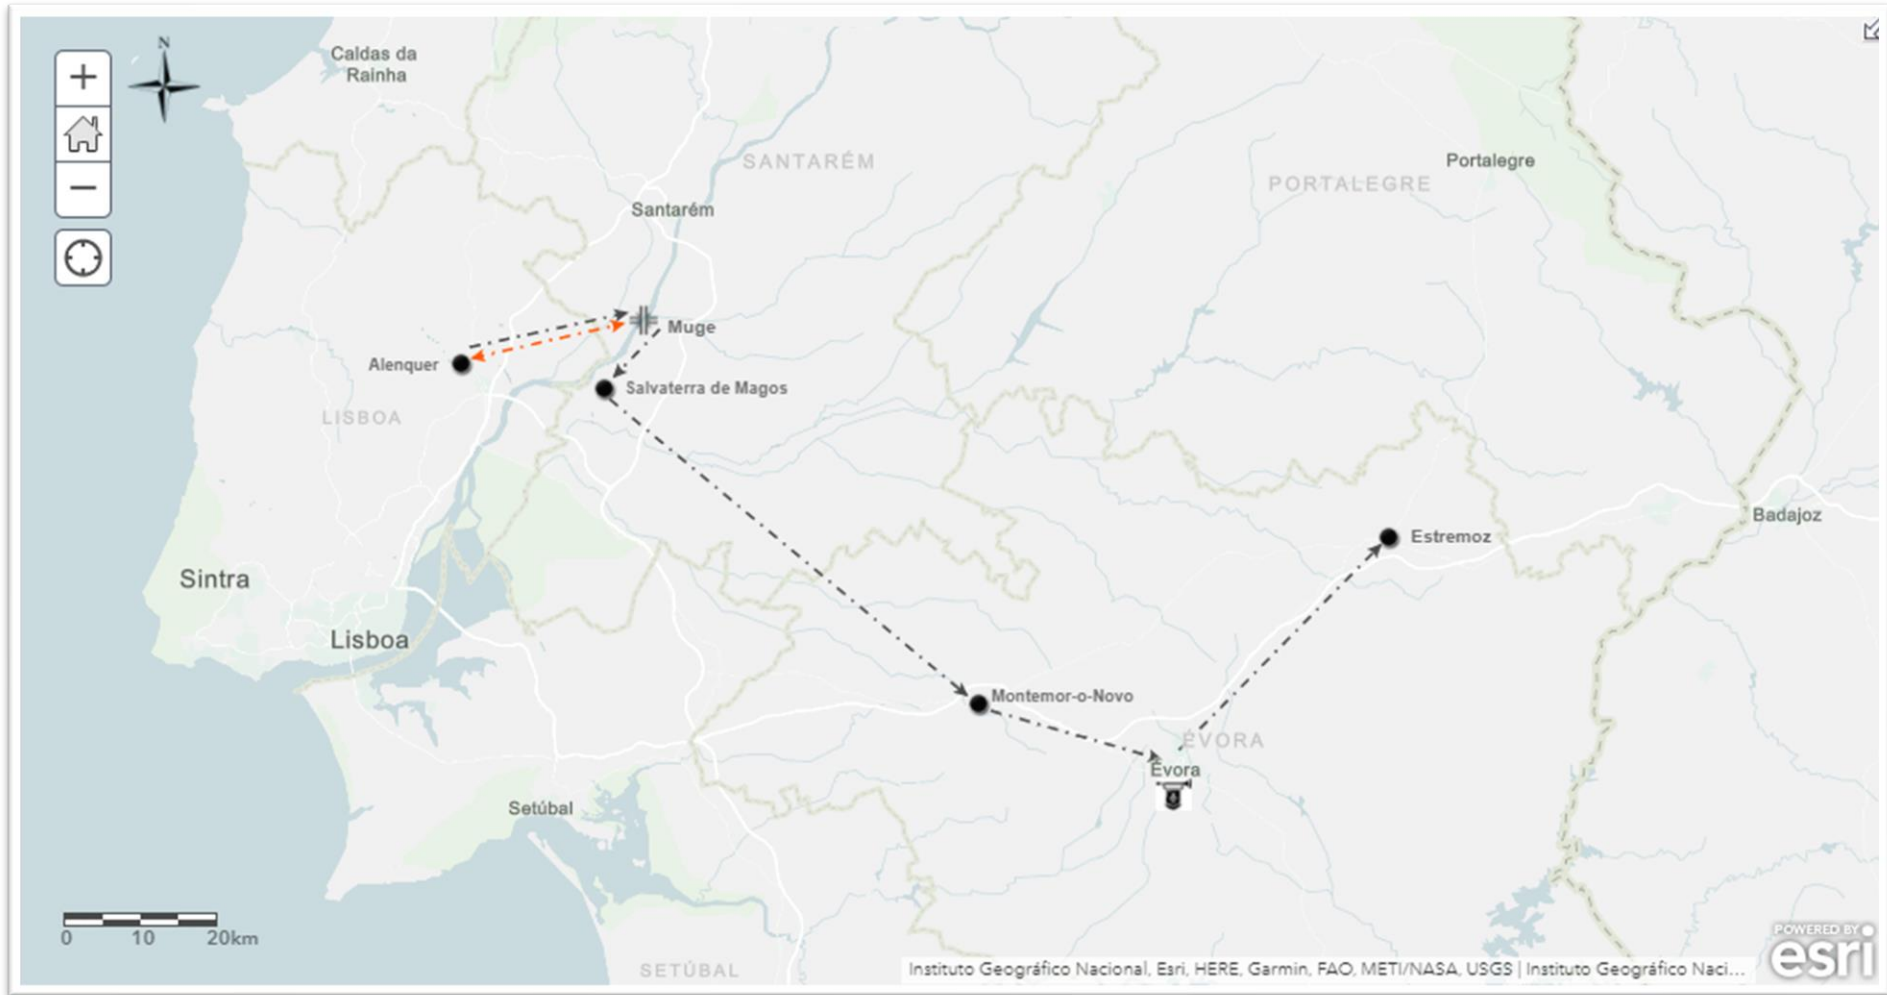 N
Caldas da
Rainha
SANTARÉM
PORTALEGRE
Portalegre
Santarém
Muge
Alenquer
Salvaterra de Magos
LISBOA
Badajoz
Estremoz
Sintra
Lisboa
Montemor-o-Novo
ÉVORA
Évora
Setúbal
0 10 20km
SETÚBAL
Instituto Geográfico Nacional, Esri, HERE, Garmin, FAO, METI/NASA, USGS | Instituto Geográfico Naci...
POWERED BY
esri